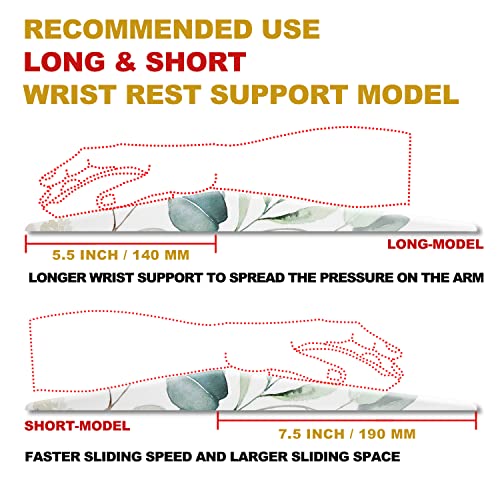 RECOMMENDED USE
LONG & SHORT
WRIST REST SUPPORT MODEL
5.5 INCH / 140 MM
LONG-MODEL
LONGER WRIST SUPPORT TO SPREAD THE PRESSURE ON THE ARM
SHORT-MODEL
7.5 INCH / 190 MM
FASTER SLIDING SPEED AND LARGER SLIDING SPACE